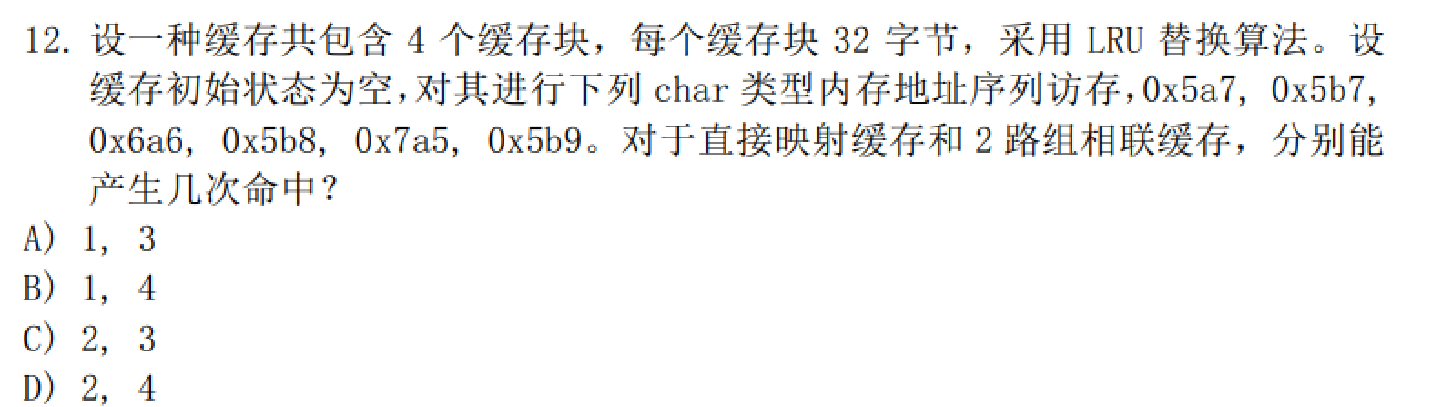 12. 设一种缓存共包含 4 个缓存块，每个缓存块 32 字节，采用 LRU 替换算法。设
缓存初始状态为空，对其进行下列 char 类型内存地址序列访存，0x5a7, 0x5b7,
0x6a6, 0x5b8, 0x7a5, 0x5b9。对于直接映射缓存和 2 路组相联缓存，分别能
产生几次命中？
A) 1, 3
B) 1, 4
C) 2, 3
D) 2, 4